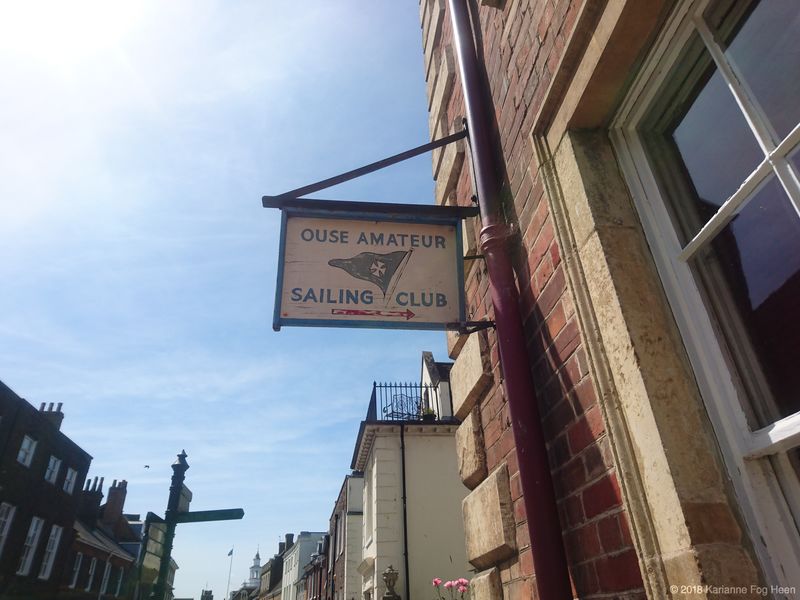 OUSE AMATEUR
SAILING CLUB
© 2018 Karianne Fog Heen